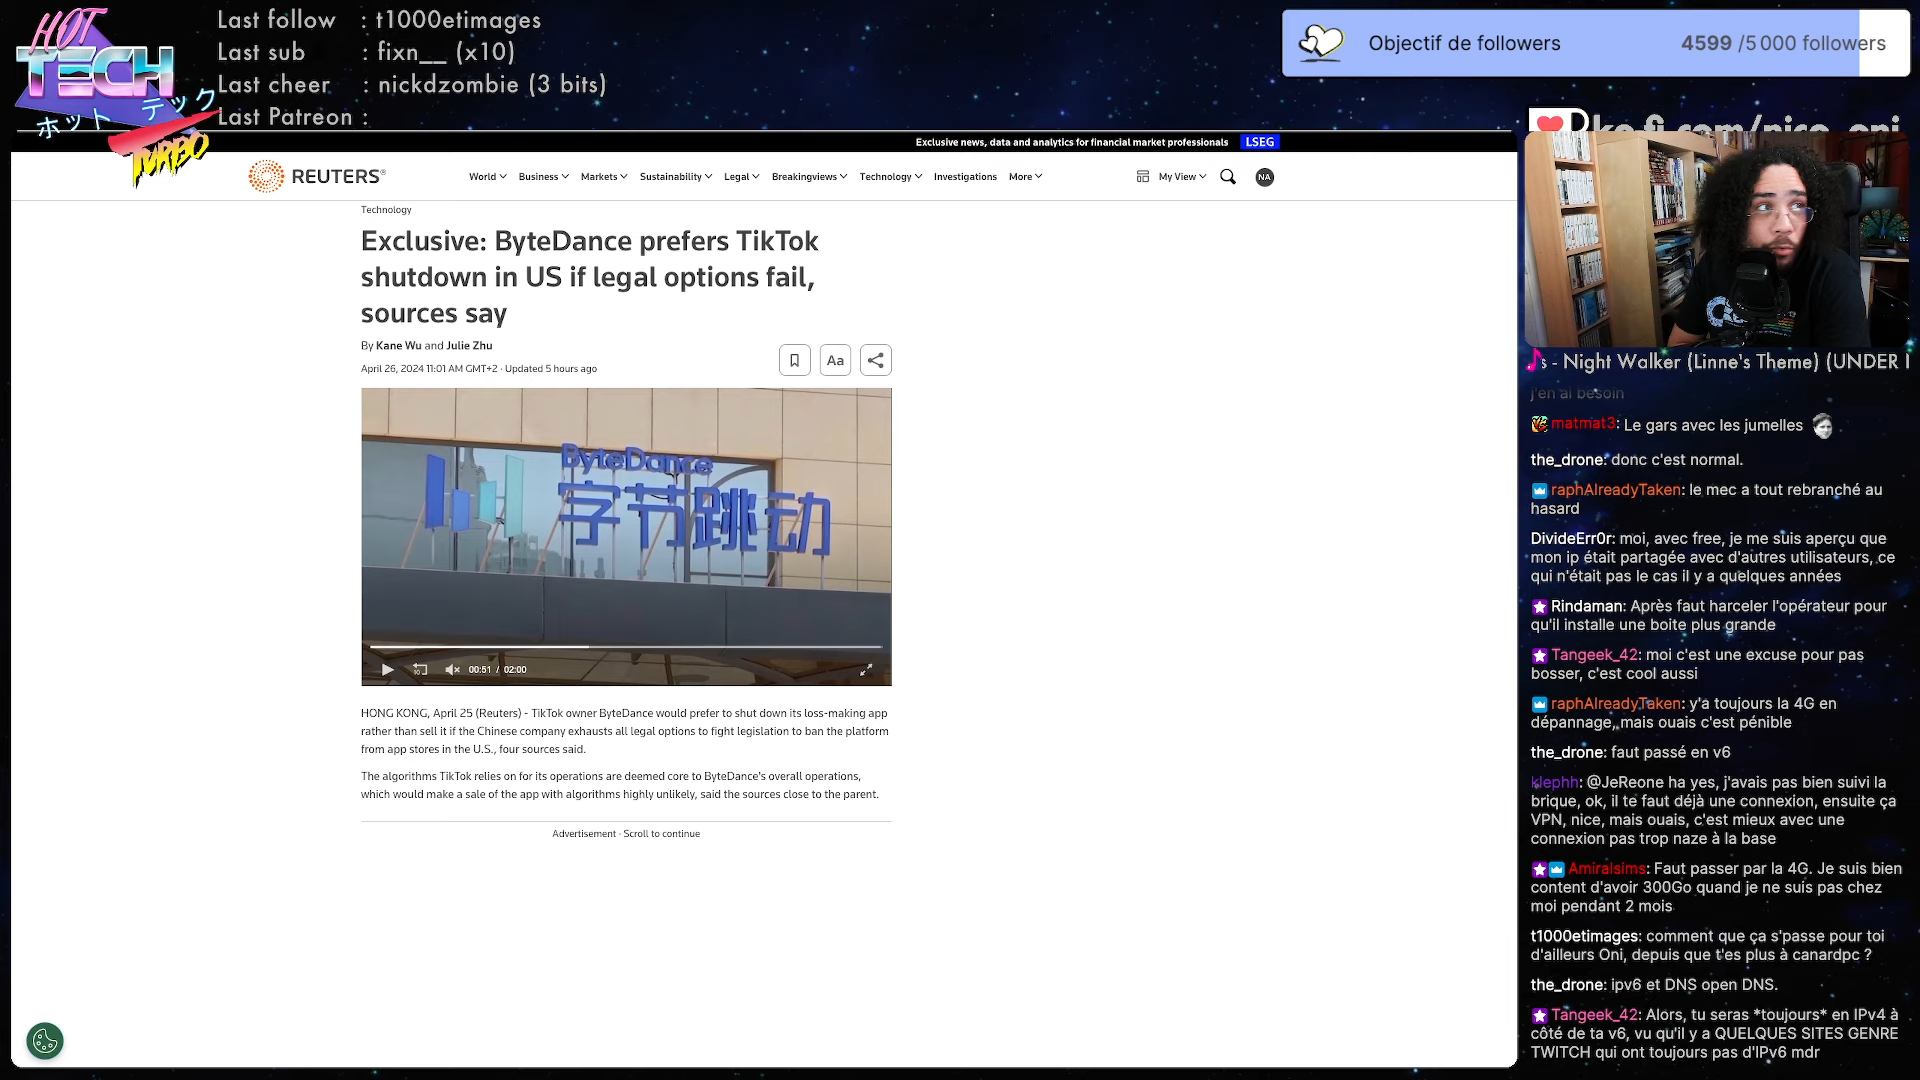 HOT
TECH
ホット テック
TURBO
Last follow : t1000etimages
Last sub : fixn__ (x10)
Last cheer : nickdzombie (3 bits)
Last Patreon :
Objectif de followers
4599 /5 000 followers
Exclusive news, data and analytics for financial market professionals LSEG
REUTERS®
World Business Markets Sustainability Legal Breakingviews Technology Investigations More
My View NA
Technology
Exclusive: ByteDance prefers TikTok
shutdown in US if legal options fail,
sources say
By Kane Wu and Julie Zhu
Aa
April 26, 2024 11:01 AM GMT+2 · Updated 5 hours ago
ByteDance
字节跳动
10
00:51 / 02:00
HONG KONG, April 25 (Reuters) - TikTok owner ByteDance would prefer to shut down its loss-making app
rather than sell it if the Chinese company exhausts all legal options to fight legislation to ban the platform
from app stores in the U.S., four sources said.
The algorithms TikTok relies on for its operations are deemed core to ByteDance's overall operations,
which would make a sale of the app with algorithms highly unlikely, said the sources close to the parent.
Advertisement · Scroll to continue
s - Night Walker (Linne's Theme) (UNDER
j'en ai besoin
matmat3: Le gars avec les jumelles
the_drone: donc c'est normal.
raphAlreadyTaken: le mec a tout rebranché au
hasard
DivideErr0r: moi, avec free, je me suis aperçu que
mon ip était partagée avec d'autres utilisateurs, ce
qui n'était pas le cas il y a quelques années
Rindaman: Après faut harceler l'opérateur pour
qu'il installe une boite plus grande
Tangeek_42: moi c'est une excuse pour pas
bosser, c'est cool aussi
raphAlreadyTaken: y'a toujours la 4G en
dépannage, mais ouais c'est pénible
the_drone: faut passé en v6
klephh: @JeReone ha yes, j'avais pas bien suivi la
brique, ok, il te faut déjà une connexion, ensuite ça
VPN, nice, mais ouais, c'est mieux avec une
connexion pas trop naze à la base
Amiralsims: Faut passer par la 4G. Je suis bien
content d'avoir 300Go quand je ne suis pas chez
moi pendant 2 mois
t1000etimages: comment que ça s'passe pour toi
d'ailleurs Oni, depuis que t'es plus à canardpc ?
the_drone: ipv6 et DNS open DNS.
Tangeek_42: Alors, tu seras *toujours* en IPv4 à
côté de ta v6, vu qu'il y a QUELQUES SITES GENRE
TWITCH qui ont toujours pas d'IPv6 mdr